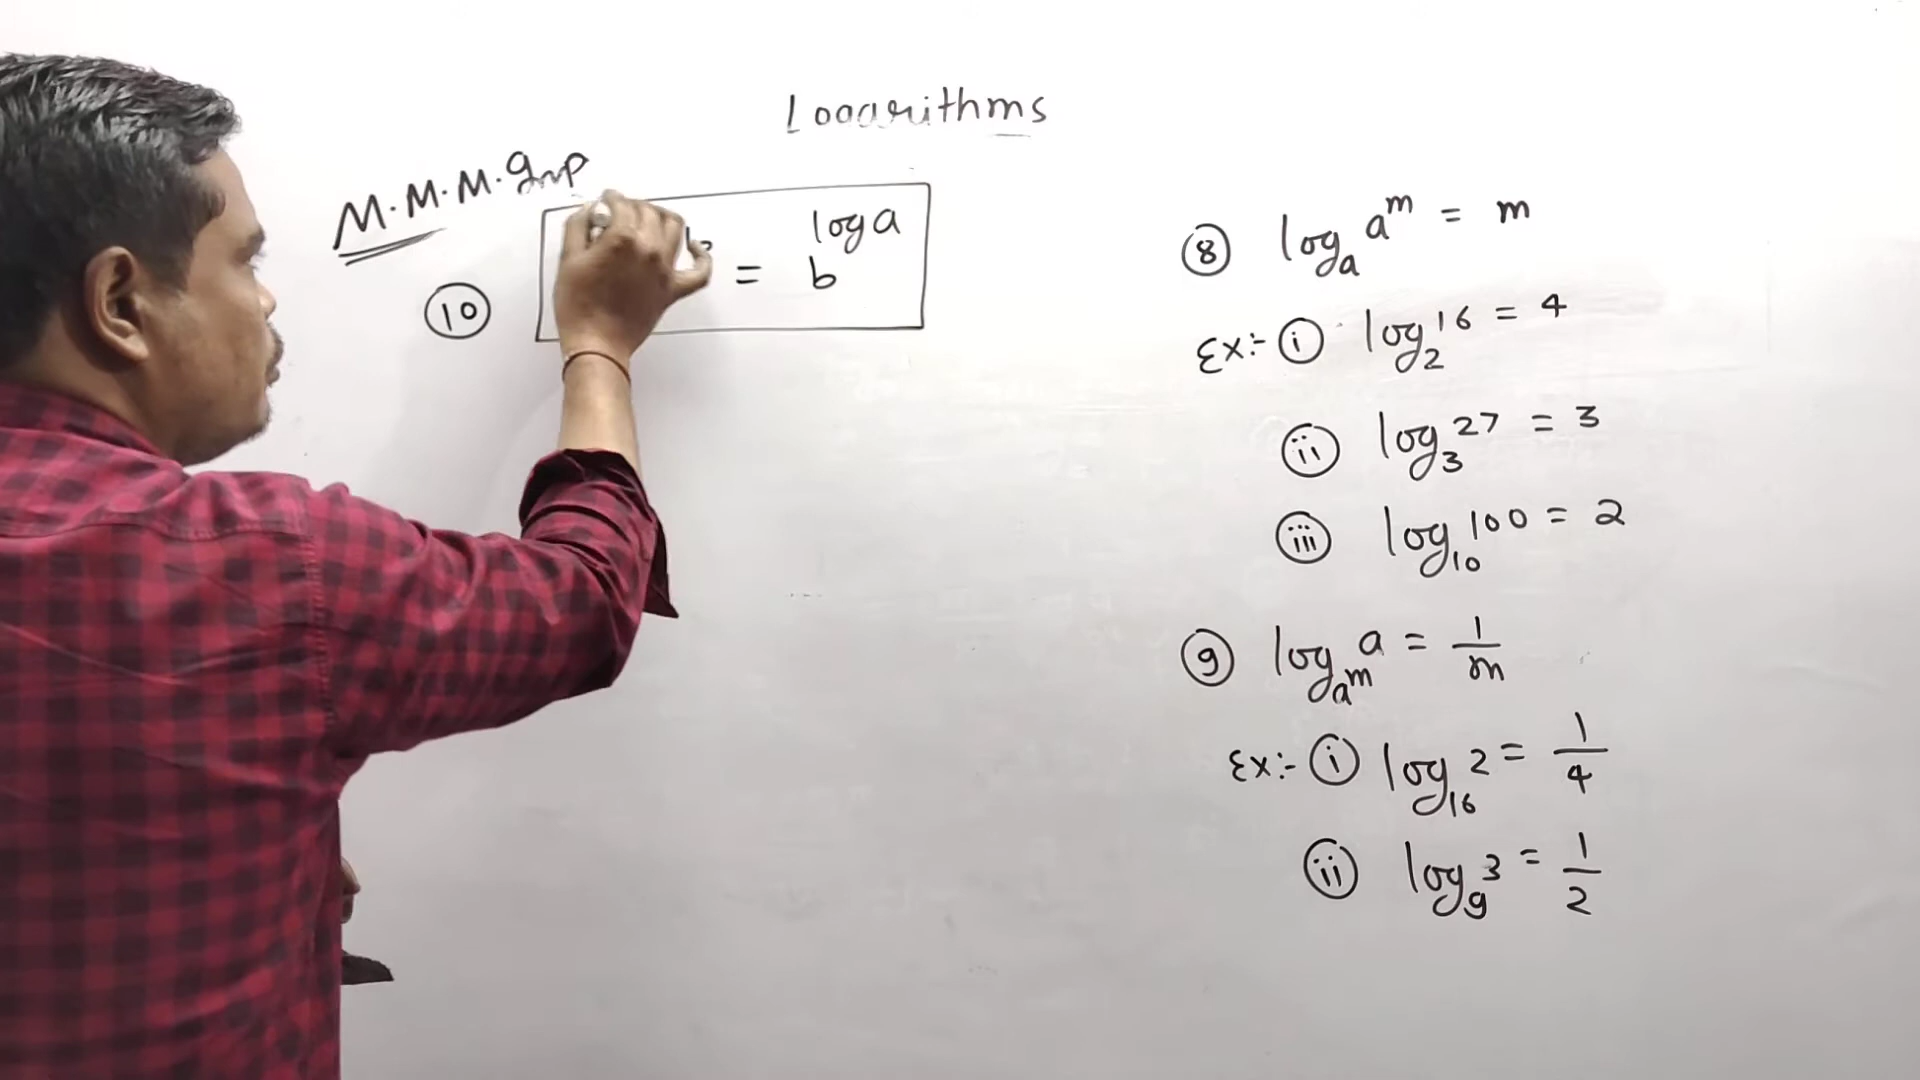 Logarithms
M.M.M.Imp
10
= b^log a
8 log_a a^m = m
Ex:- i log_2 16 = 4
ii log_3 27 = 3
iii log_10 100 = 2
9 log_a^m a = 1/m
Ex:- i log_16 2 = 1/4
ii log_9 3 = 1/2